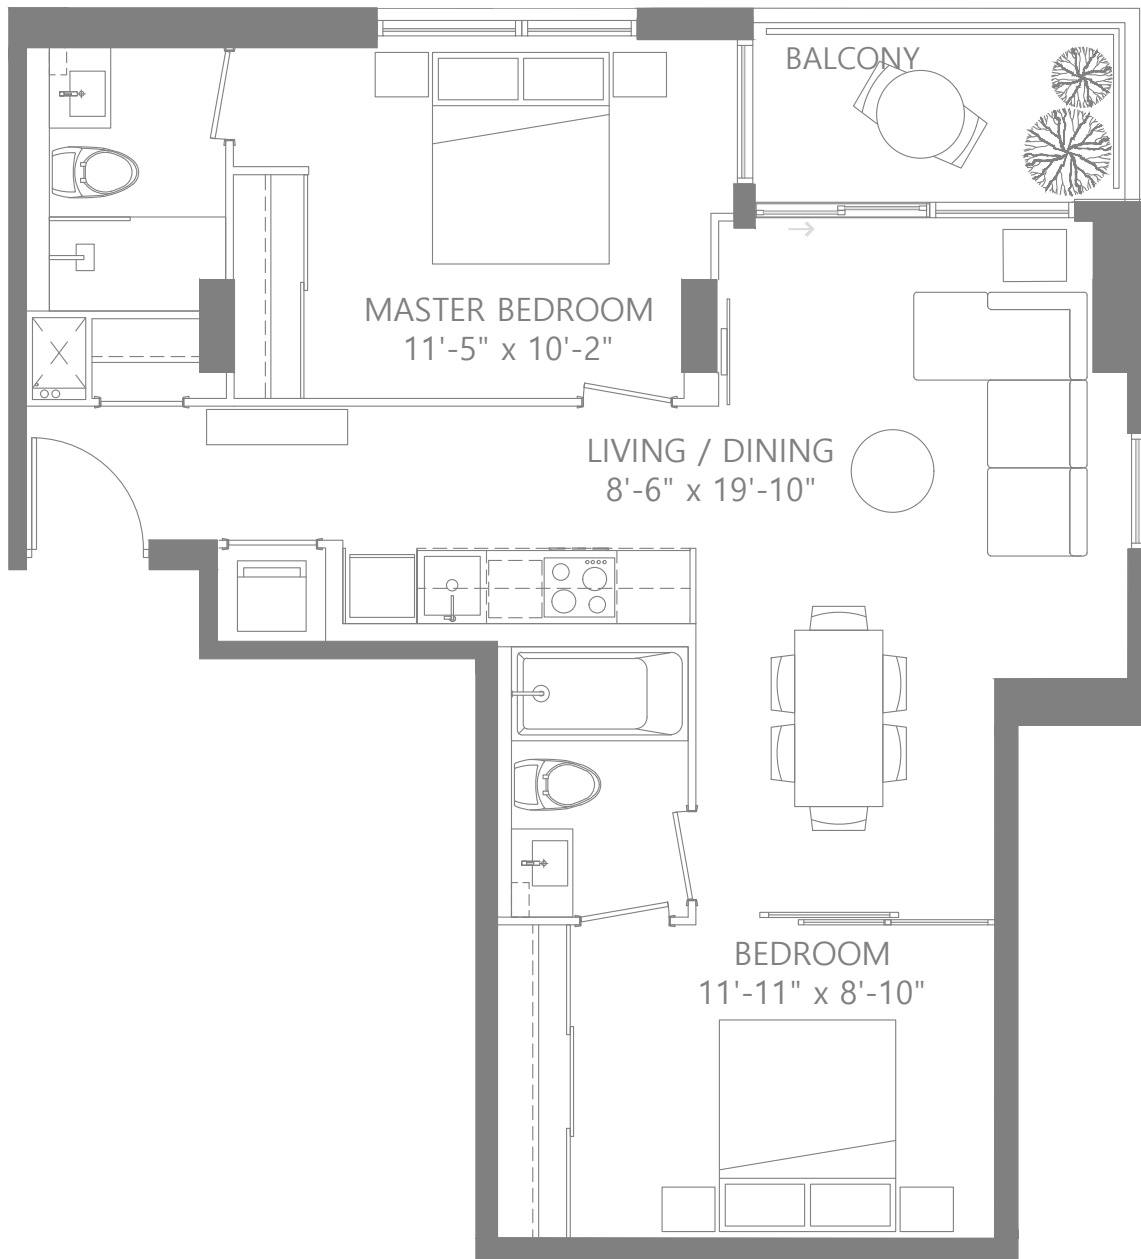 BALCONY
MASTER BEDROOM
11'-5" x 10'-2"
LIVING / DINING
8'-6" x 19'-10"
BEDROOM
11'-11" x 8'-10"